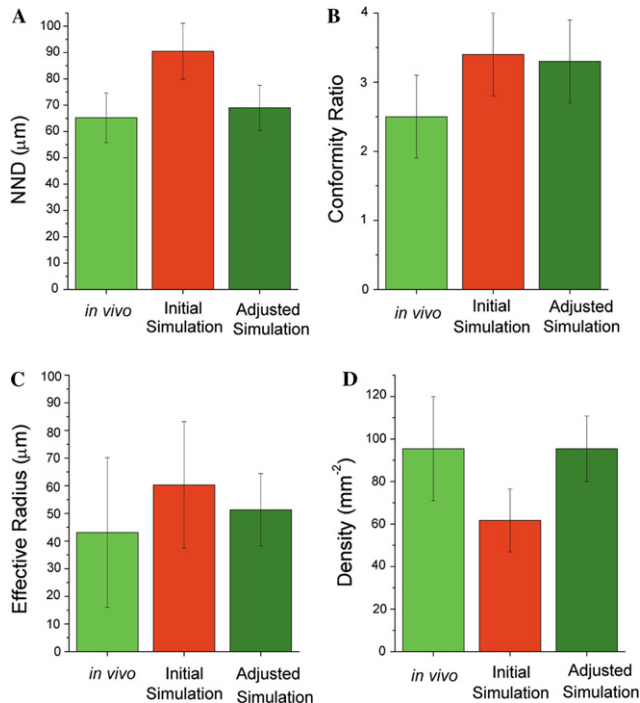 A
NND (μm)
100
90
80
70
60
50
40
30
20
10
0
in vivo
Initial
Simulation
Adjusted
Simulation
B
Conformity Ratio
4
3
2
1
0
in vivo
Initial
Simulation
Adjusted
Simulation
C
Effective Radius (μm)
100
90
80
70
60
50
40
30
20
10
0
in vivo
Initial
Simulation
Adjusted
Simulation
D
Density (mm⁻²)
120
100
80
60
40
20
0
in vivo
Initial
Simulation
Adjusted
Simulation